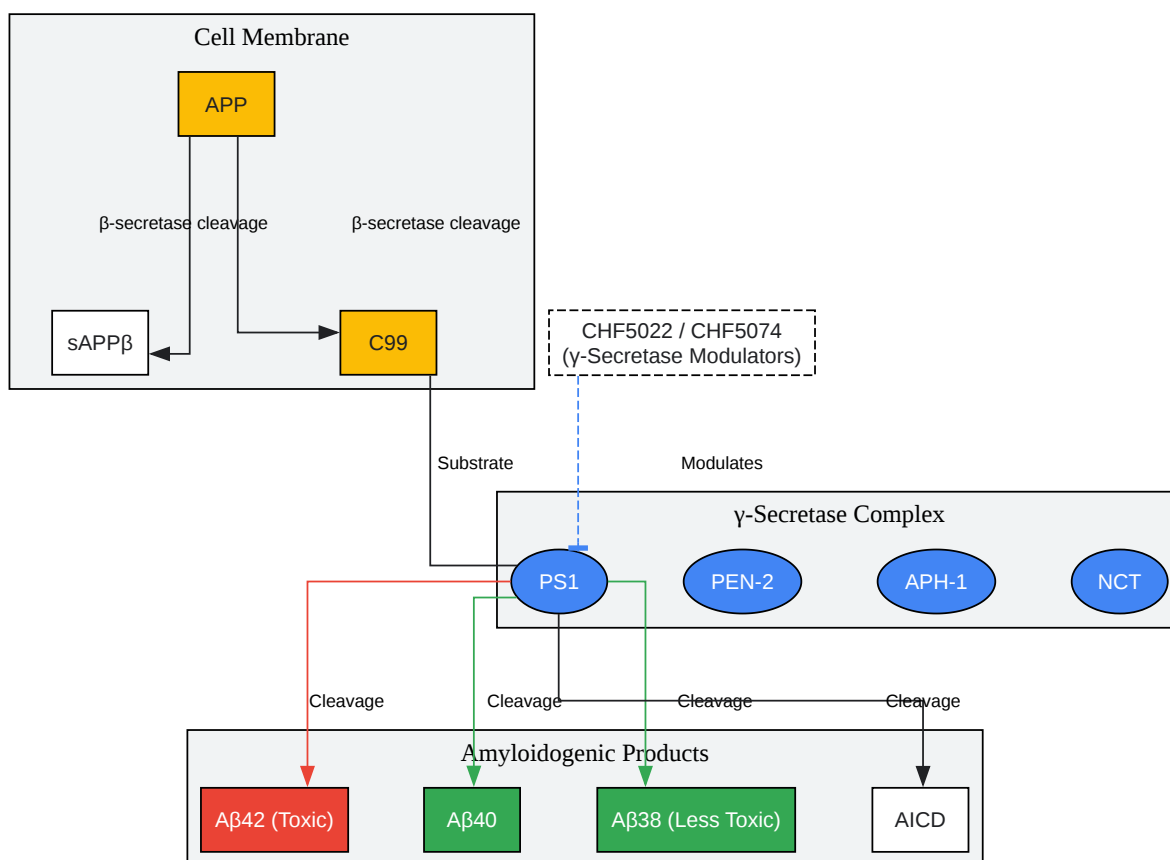 Cell Membrane
APP
β-secretase cleavage
β-secretase cleavage
sAPPβ
C99
CHF5022 / CHF5074
(γ-Secretase Modulators)
Substrate
Modulates
γ-Secretase Complex
PS1
PEN-2
APH-1
NCT
Cleavage
Cleavage
Cleavage
Cleavage
Amyloidogenic Products
Aβ42 (Toxic)
Aβ40
Aβ38 (Less Toxic)
AICD